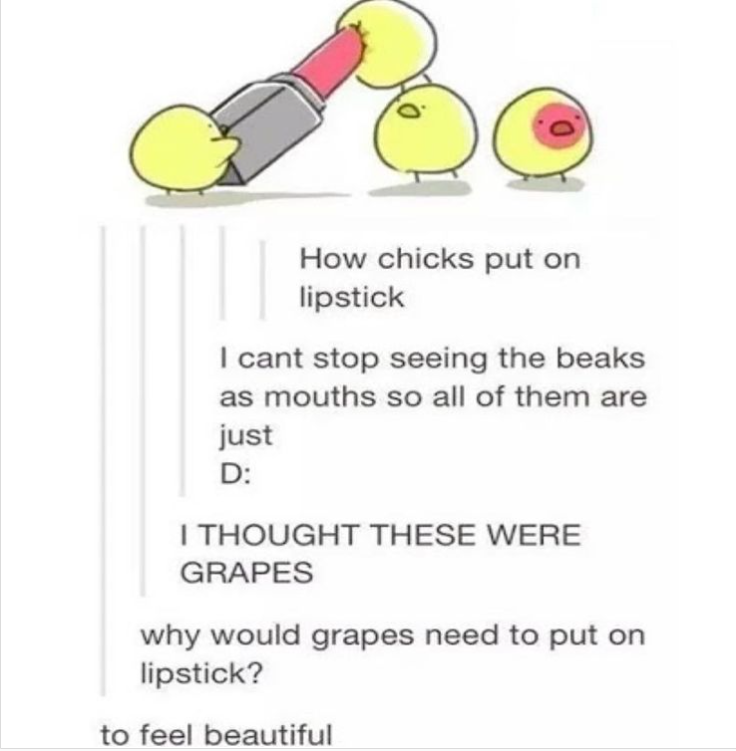 How chicks put on
lipstick
I cant stop seeing the beaks
as mouths so all of them are
just
D:
I THOUGHT THESE WERE
GRAPES
why would grapes need to put on
lipstick?
to feel beautiful